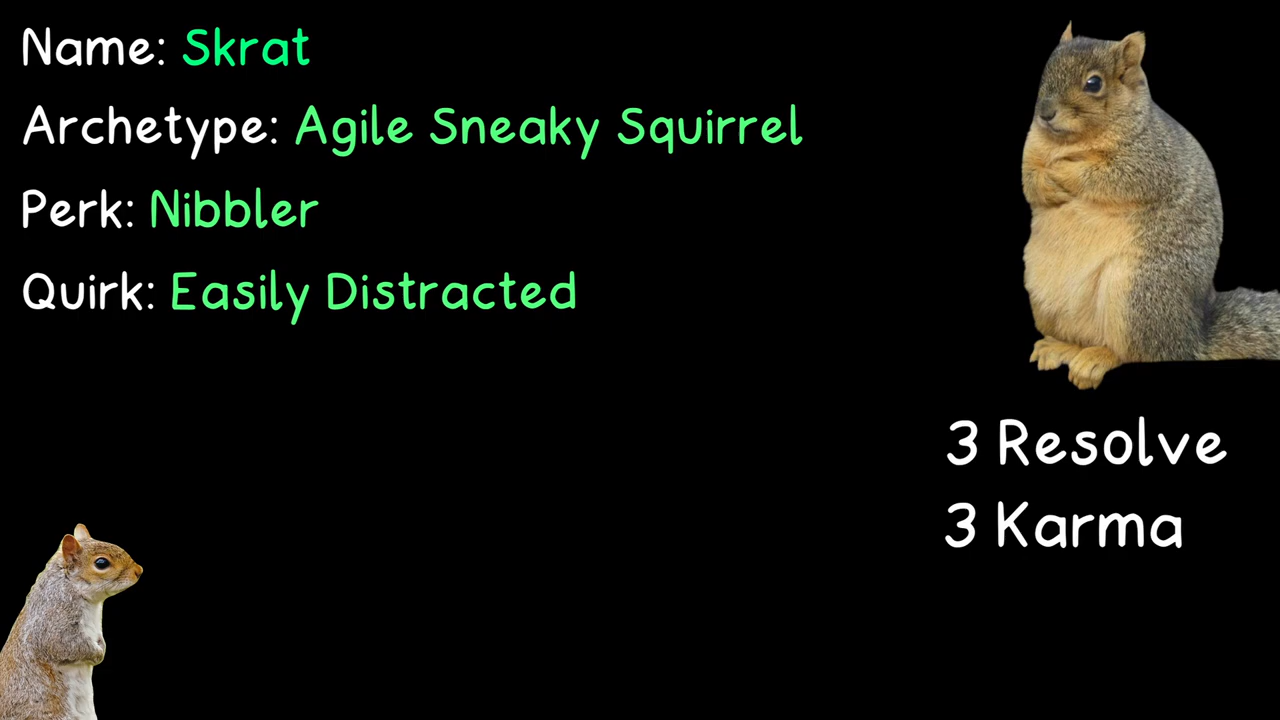 Name: Skrat
Archetype: Agile Sneaky Squirrel
Perk: Nibbler
Quirk: Easily Distracted
3 Resolve
3 Karma